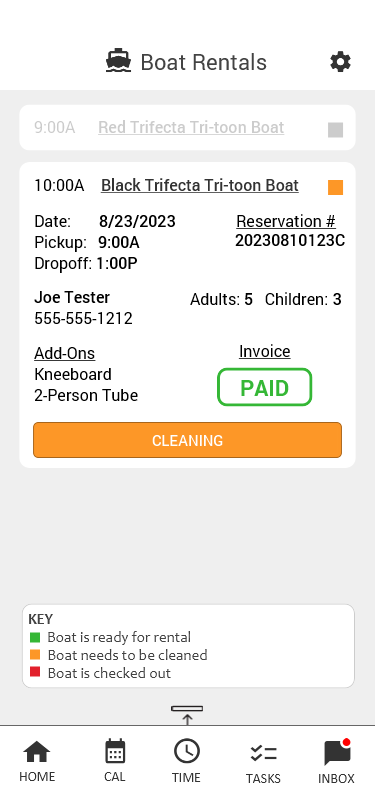 Boat Rentals
9:00A Red Trifecta Tri-toon Boat
10:00A Black Trifecta Tri-toon Boat
Date: 8/23/2023 Reservation #
Pickup: 9:00A 20230810123C
Dropoff: 1:00P
Joe Tester Adults: 5 Children: 3
555-555-1212
Add-Ons Invoice
Kneeboard PAID
2-Person Tube
CLEANING
KEY
Boat is ready for rental
Boat needs to be cleaned
Boat is checked out
HOME CAL TIME TASKS INBOX